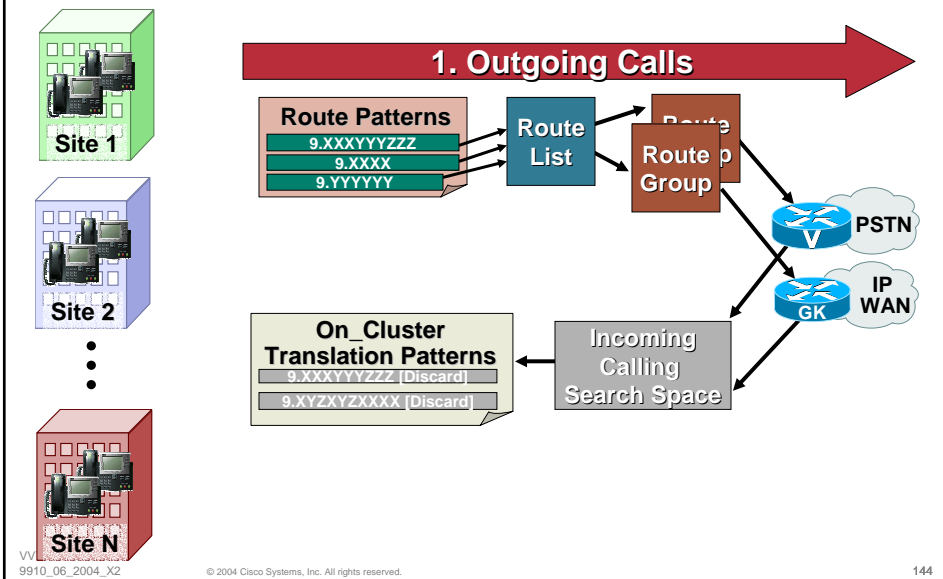 1. Outgoing Calls
Site 1
Route Patterns
9.XXXYYYZZZ
9.XXXX
9.YYYYYY
Route
List
Route
Route
Group
V
PSTN
GK
IP
WAN
Site 2
On_Cluster
Translation Patterns
9.XXXYYYZZZ [Discard]
9.XYZXYZXXXX [Discard]
Incoming
Calling
Search Space
Site N
9910_06_2004_X2
© 2004 Cisco Systems, Inc. All rights reserved.
144